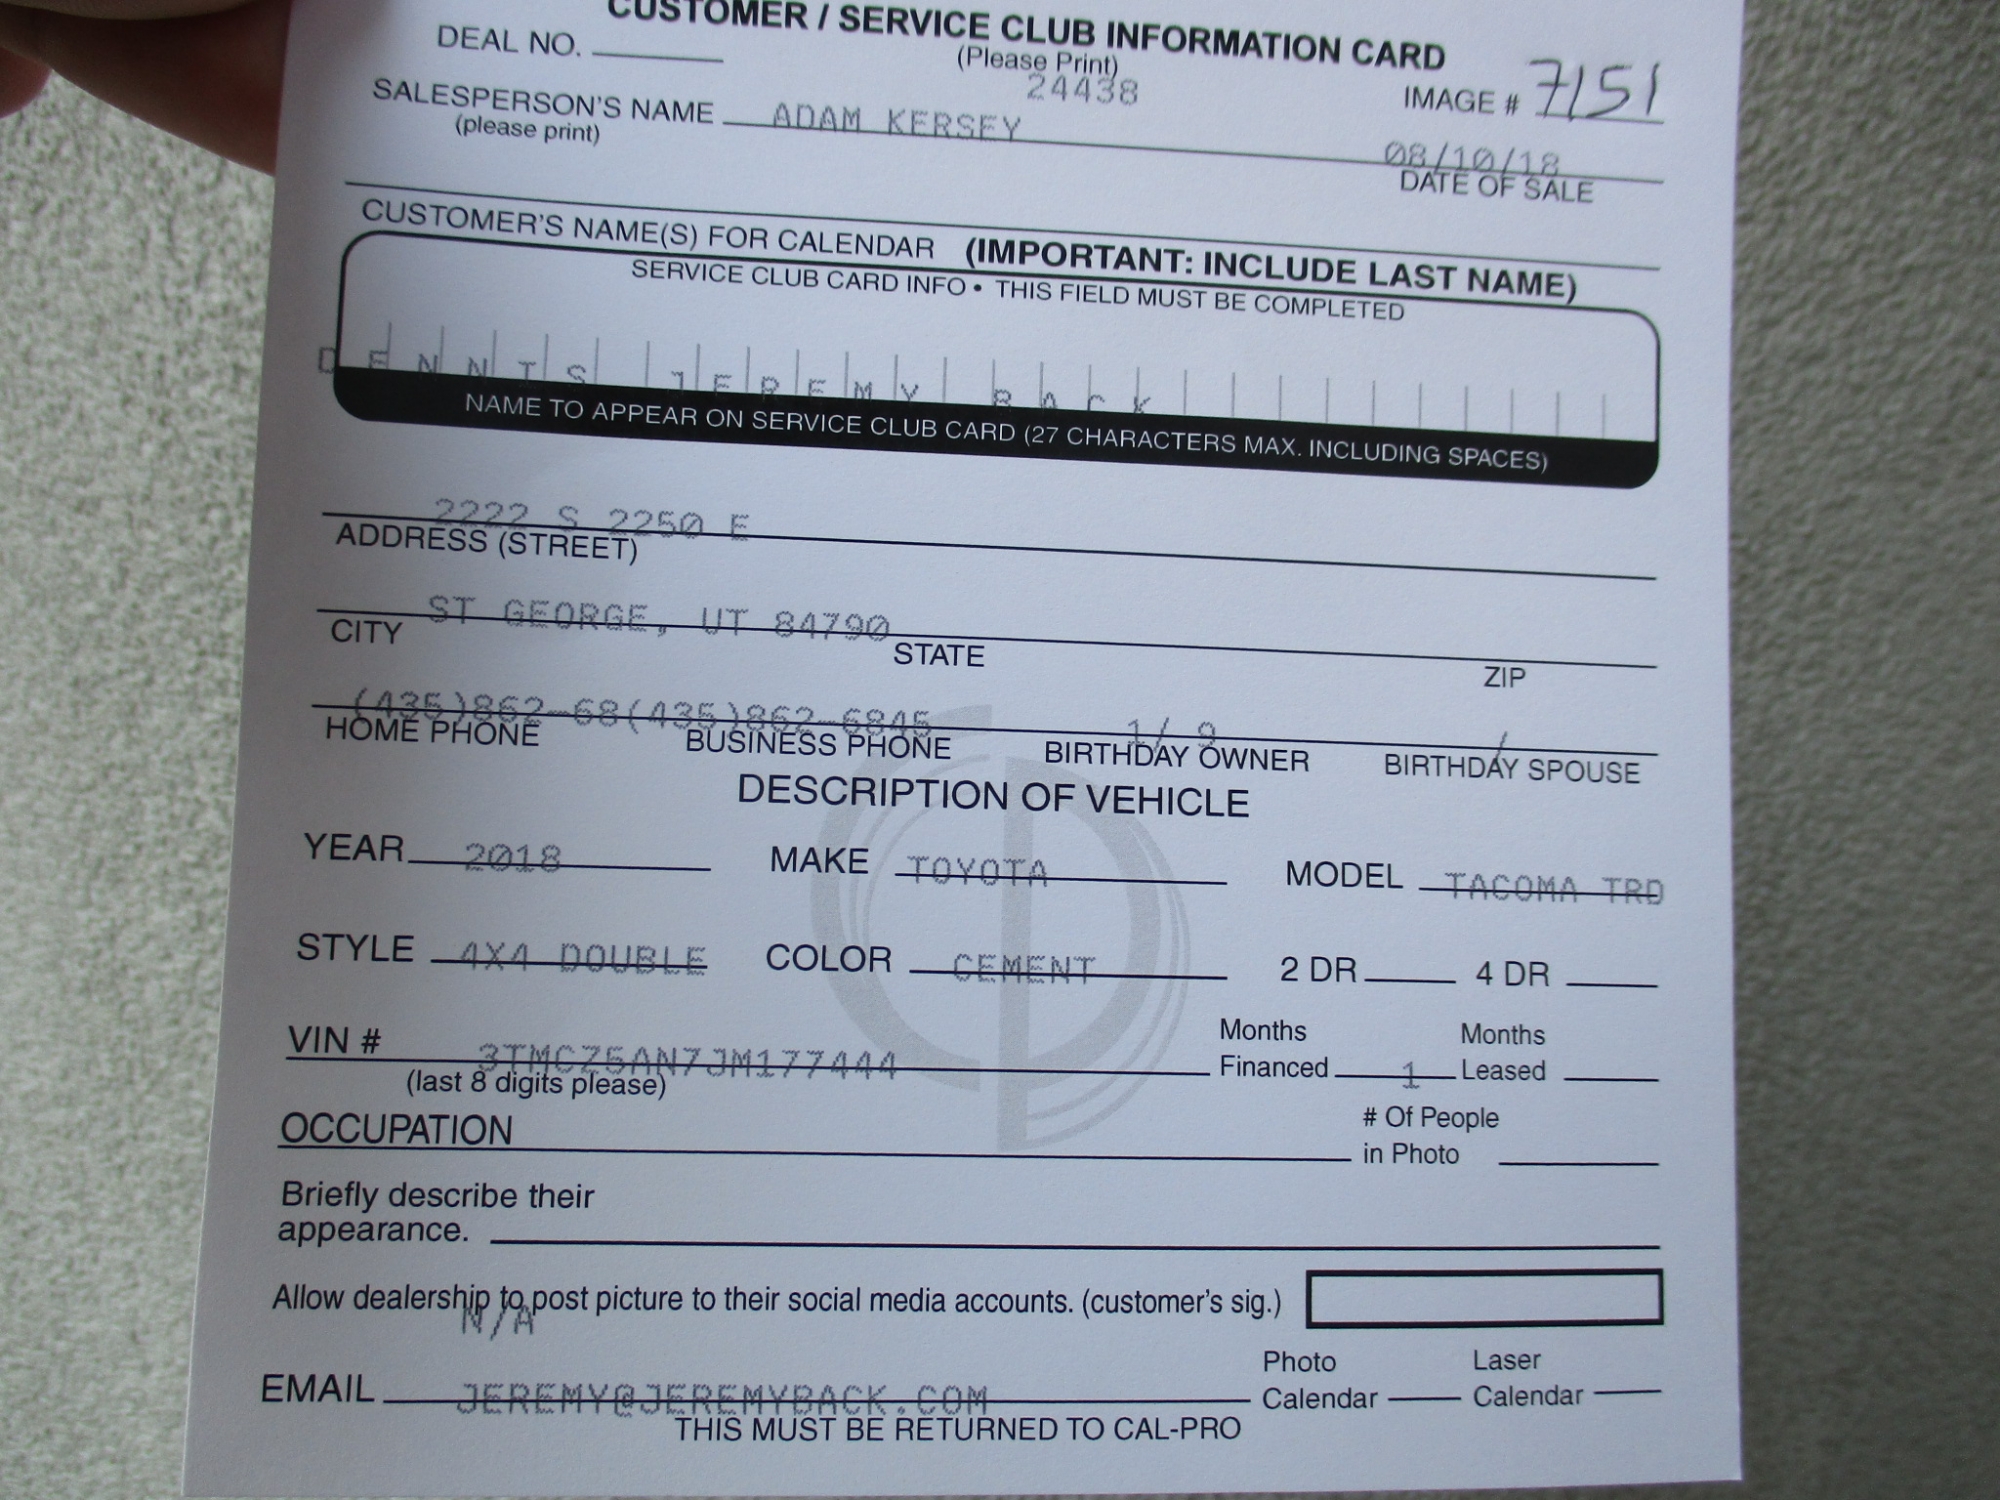 CUSTOMER / SERVICE CLUB INFORMATION CARD
DEAL NO.
(Please Print)
24438
IMAGE # 7151
SALESPERSON'S NAME ADAM KERSEY
(please print)
08/10/18
DATE OF SALE
CUSTOMER'S NAME(S) FOR CALENDAR (IMPORTANT: INCLUDE LAST NAME)
SERVICE CLUB CARD INFO • THIS FIELD MUST BE COMPLETED
DENNIS JEREMY BACK
NAME TO APPEAR ON SERVICE CLUB CARD (27 CHARACTERS MAX. INCLUDING SPACES)
2222 S 2250 E
ADDRESS (STREET)
ST GEORGE, UT 84790
CITY STATE ZIP
(435)862-68(435)862-6845 1/ 9 /
HOME PHONE BUSINESS PHONE BIRTHDAY OWNER BIRTHDAY SPOUSE
DESCRIPTION OF VEHICLE
YEAR 2018 MAKE TOYOTA MODEL TACOMA TRD
STYLE 4X4 DOUBLE COLOR CEMENT 2 DR 4 DR
VIN # 3TMCZ5AN7JM177444 Months Financed 1 Months Leased
(last 8 digits please)
OCCUPATION # Of People in Photo
Briefly describe their
appearance.
Allow dealership to post picture to their social media accounts. (customer's sig.)
N/A
EMAIL JEREMY@JEREMYBACK.COM Photo Calendar Laser Calendar
THIS MUST BE RETURNED TO CAL-PRO